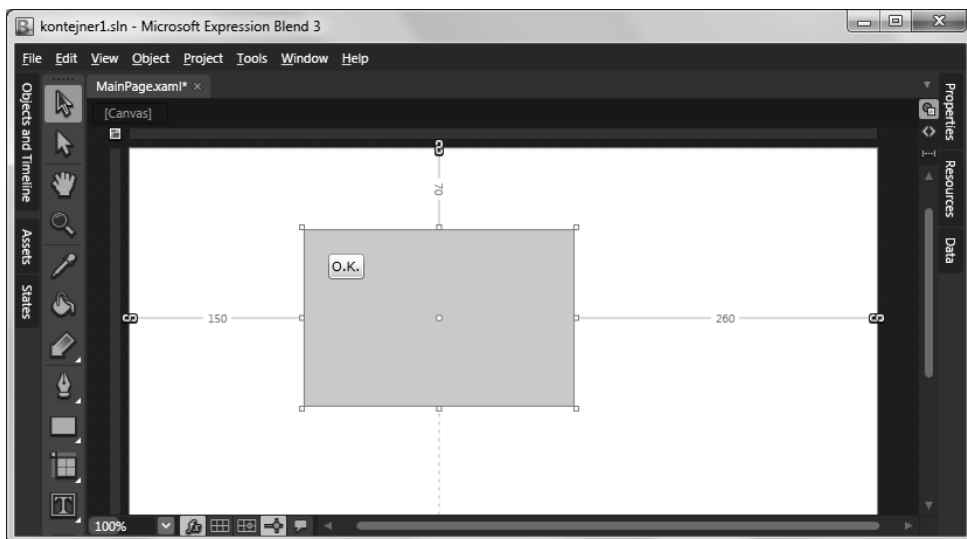 kontejner1.sln - Microsoft Expression Blend 3
File Edit View Object Project Tools Window Help
Objects and Timeline
Assets
States
MainPage.xaml* ×
[Canvas]
70
O.K.
150
260
100%
Properties
Resources
Data